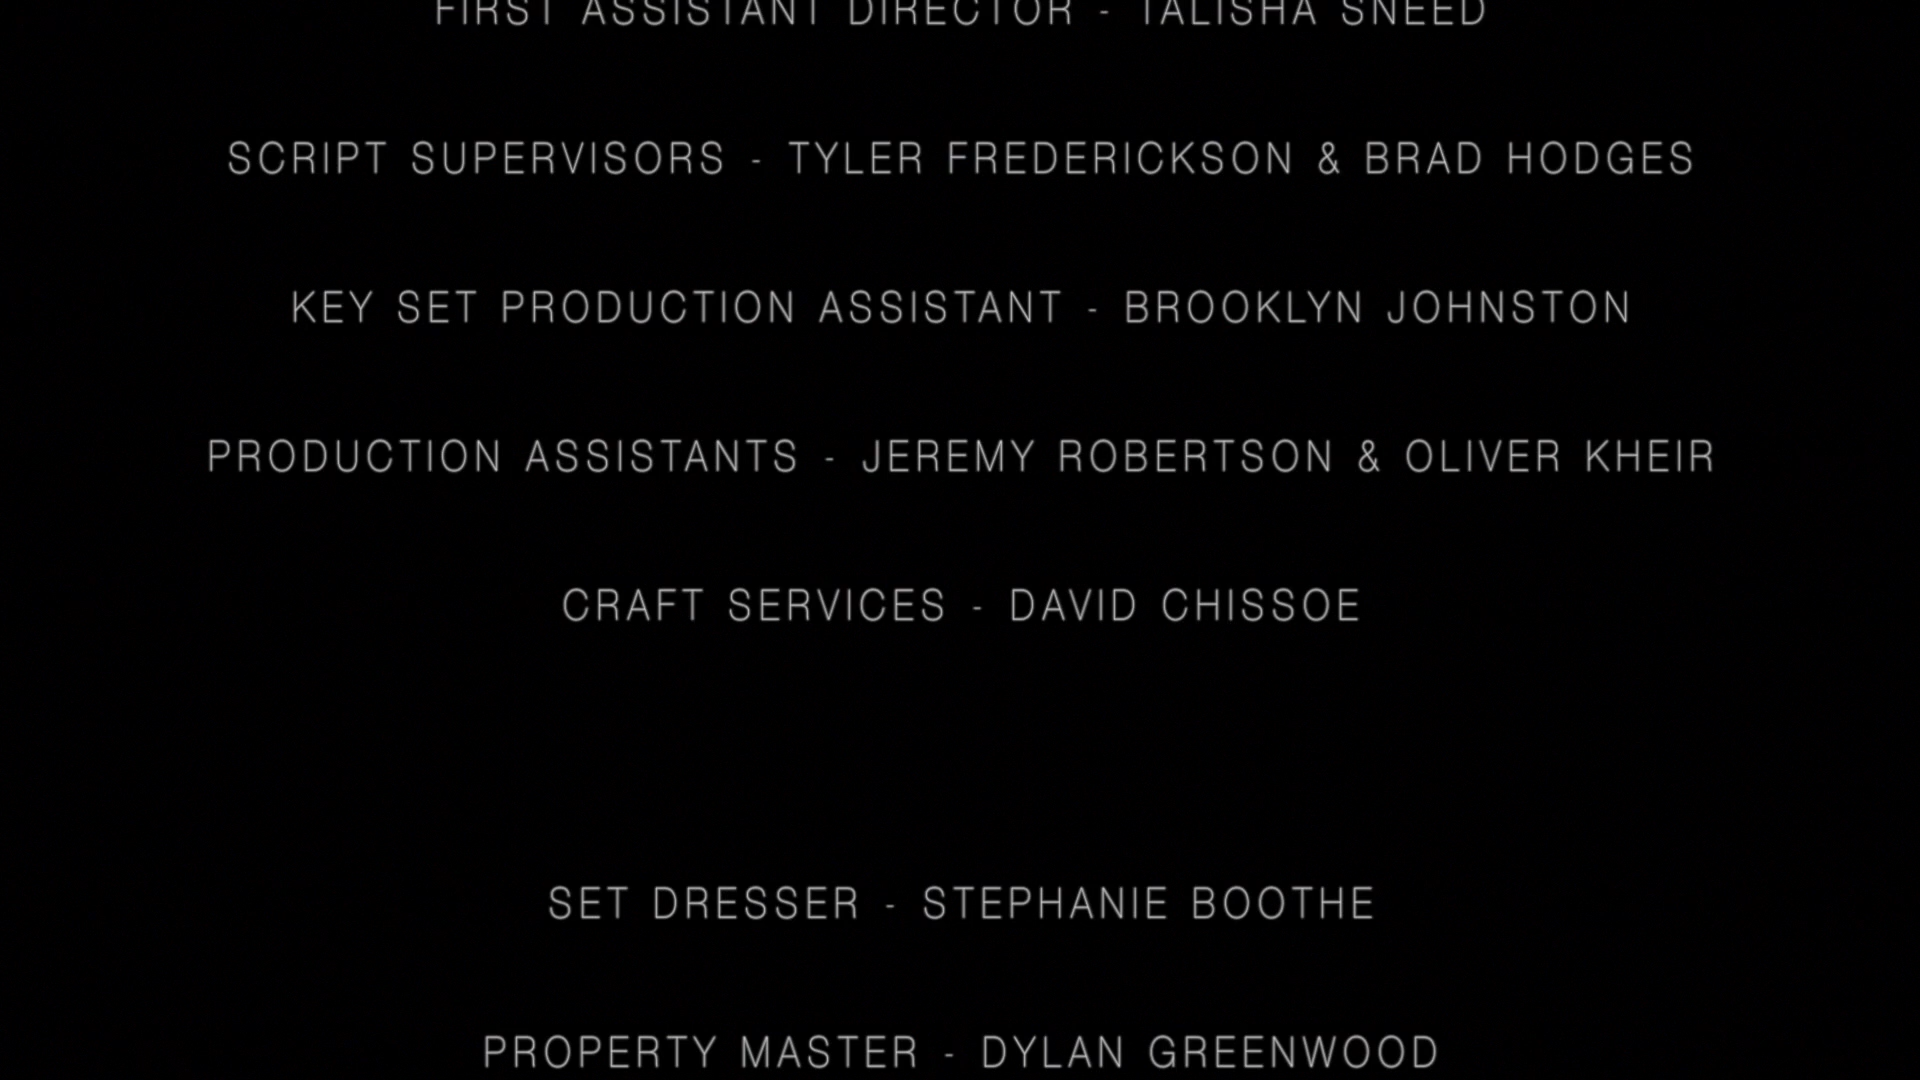 FIRST ASSISTANT DIRECTOR - TALISHA SNEED
SCRIPT SUPERVISORS - TYLER FREDERICKSON & BRAD HODGES
KEY SET PRODUCTION ASSISTANT - BROOKLYN JOHNSTON
PRODUCTION ASSISTANTS - JEREMY ROBERTSON & OLIVER KHEIR
CRAFT SERVICES - DAVID CHISSOE
SET DRESSER - STEPHANIE BOOTHE
PROPERTY MASTER - DYLAN GREENWOOD